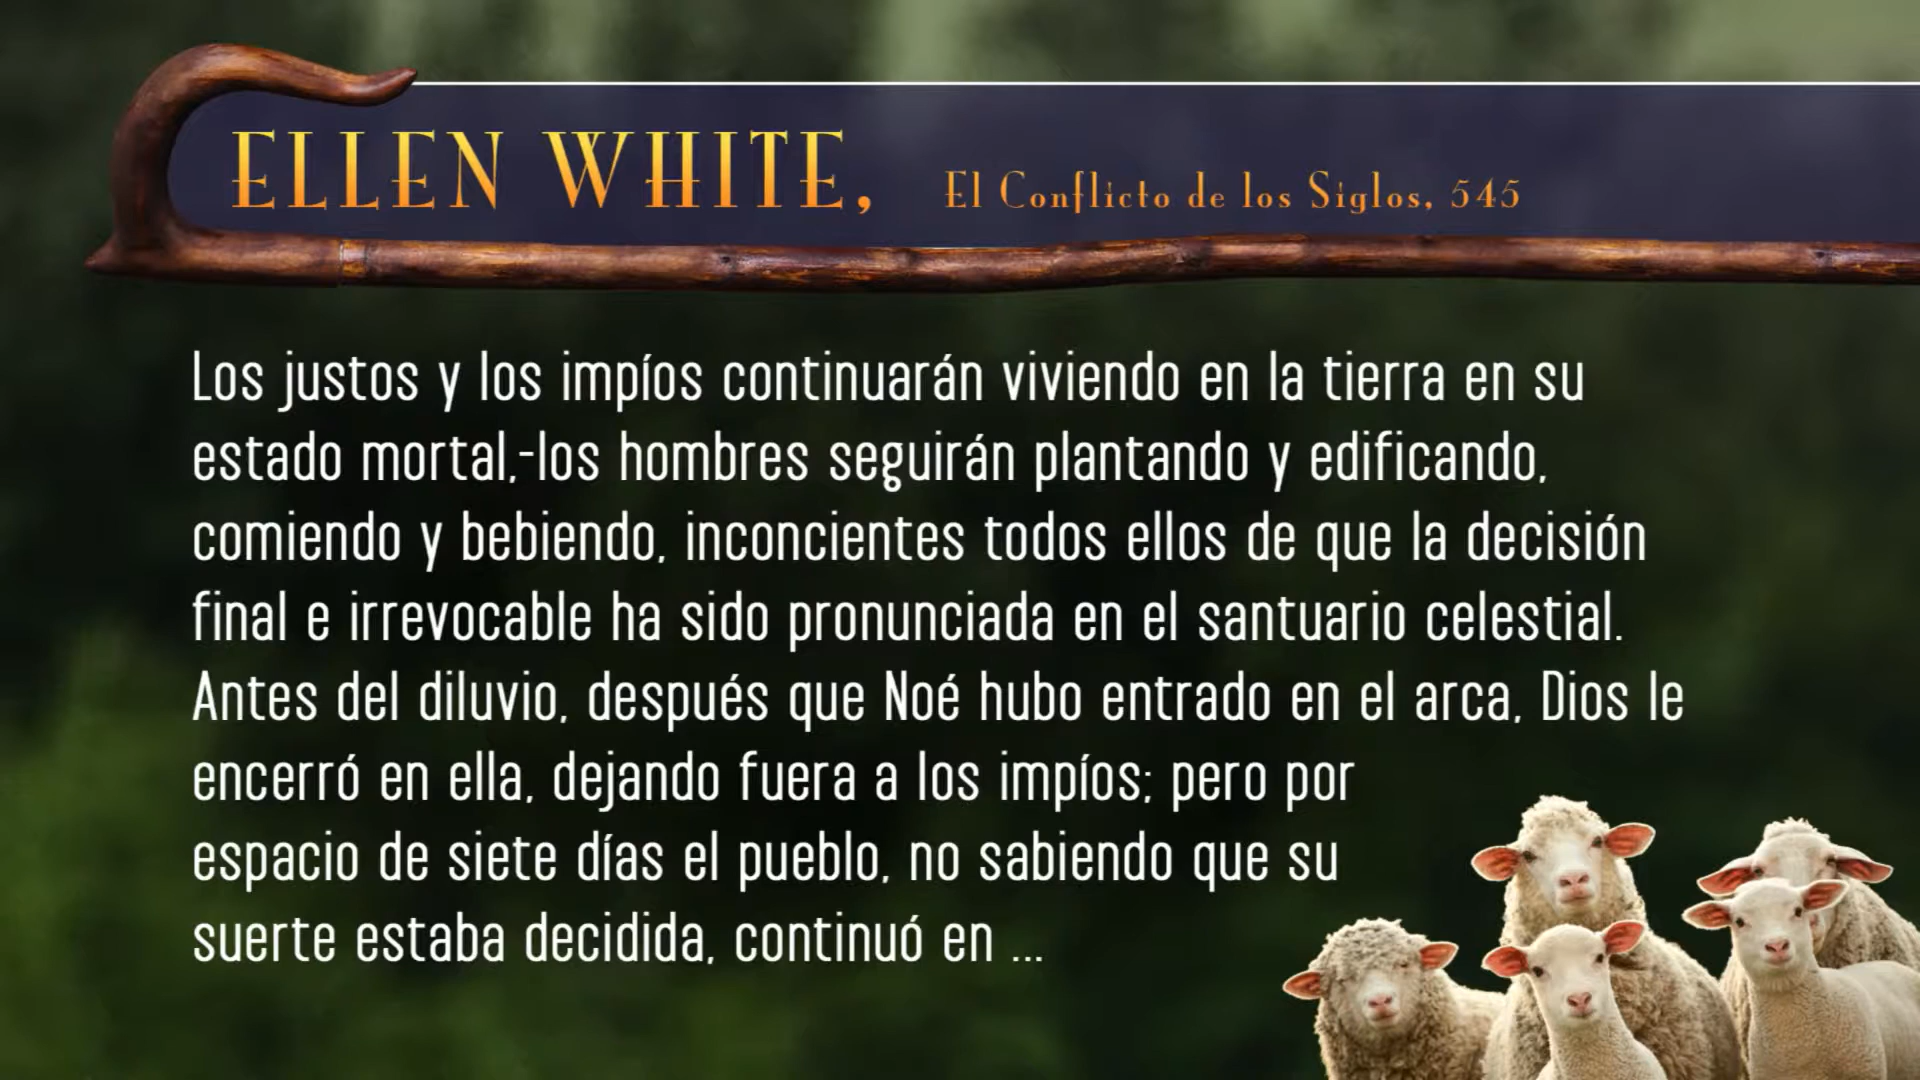 ELLEN WHITE, El Conflicto de los Siglos, 545
Los justos y los impíos continuarán viviendo en la tierra en su
estado mortal,-los hombres seguirán plantando y edificando,
comiendo y bebiendo, inconcientes todos ellos de que la decisión
final e irrevocable ha sido pronunciada en el santuario celestial.
Antes del diluvio, después que Noé hubo entrado en el arca, Dios le
encerró en ella, dejando fuera a los impíos; pero por
espacio de siete días el pueblo, no sabiendo que su
suerte estaba decidida, continuó en ...